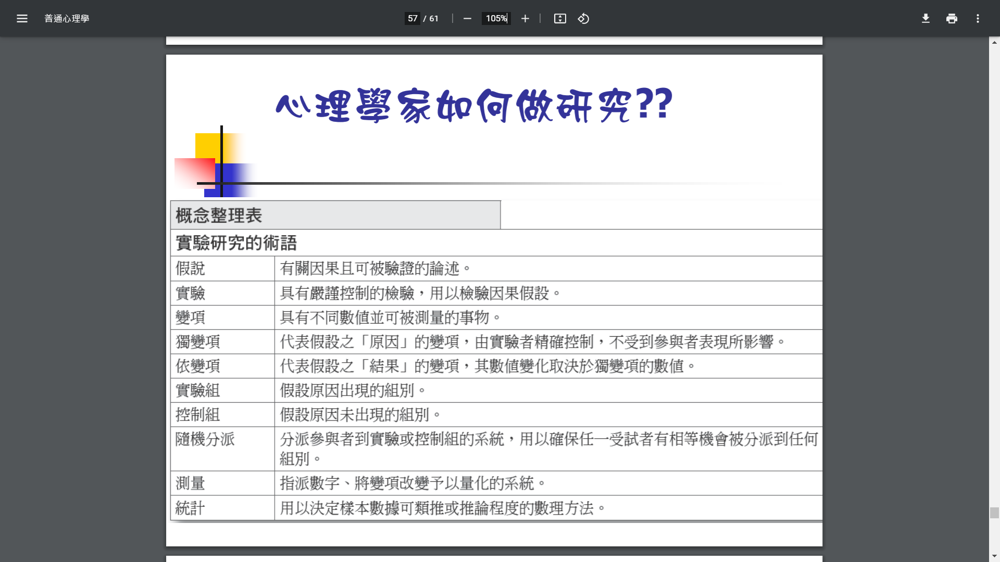 普通心理學
57 / 61
105%
心理學家如何做研究??
概念整理表
實驗研究的術語
假說 有關因果且可被驗證的論述。
實驗 具有嚴謹控制的檢驗，用以檢驗因果假設。
變項 具有不同數值並可被測量的事物。
獨變項 代表假設之「原因」的變項，由實驗者精確控制，不受到參與者表現所影響。
依變項 代表假設之「結果」的變項，其數值變化取決於獨變項的數值。
實驗組 假設原因出現的組別。
控制組 假設原因未出現的組別。
隨機分派 分派參與者到實驗或控制組的系統，用以確保任一受試者有相等機會被分派到任何
組別。
測量 指派數字、將變項改變予以量化的系統。
統計 用以決定樣本數據可類推或推論程度的數理方法。